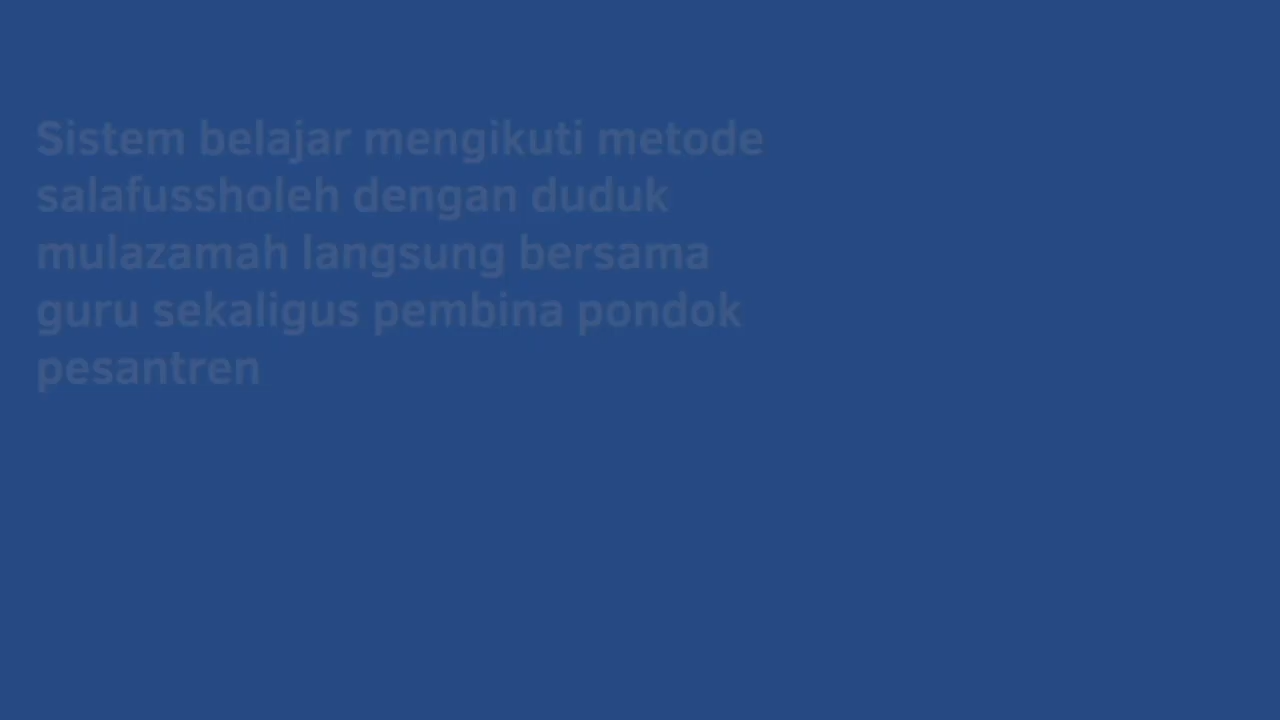 Sistem belajar mengikuti metode
salafussholeh dengan duduk
mulazamah langsung bersama
guru sekaligus pembina pondok
pesantren